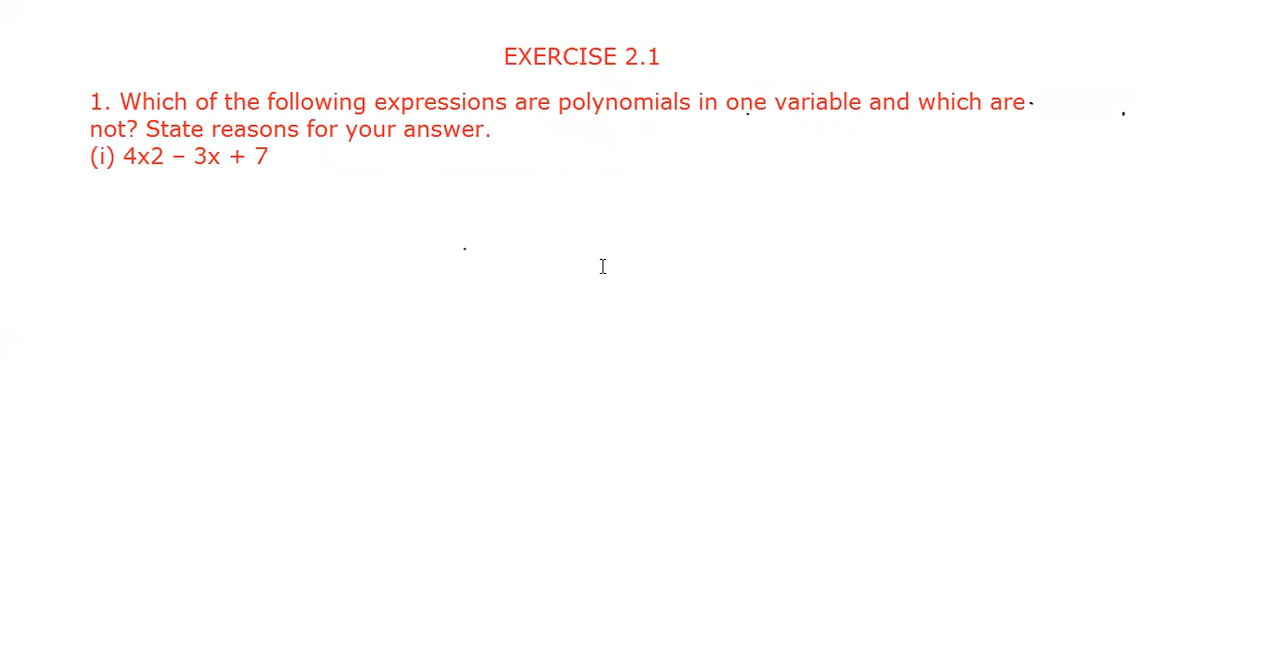 EXERCISE 2.1
1. Which of the following expressions are polynomials in one variable and which are
not? State reasons for your answer.
(i) 4x2 – 3x + 7